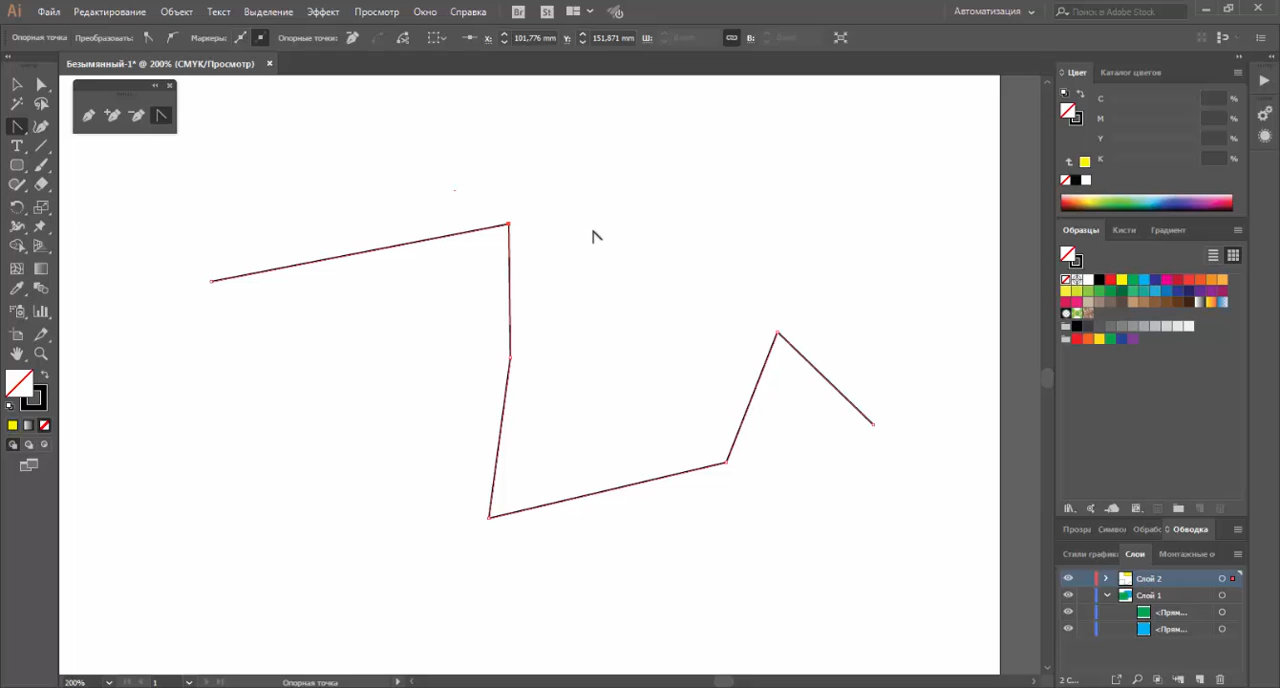 Ai Файл Редактирование Объект Текст Выделение Эффект Просмотр Окно Справка Br St Автоматизация Поиск в Adobe Stock
Опорная точка Преобразовать: Маркеры: Опорные точки: X: 101,776 mm Y: 151,871 mm Ш: В:
Безымянный-1* @ 200% (CMYK/Просмотр) ×
Цвет Каталог цветов
C %
M %
Y %
K %
Образцы Кисти Градиент
Прозра Символ Обрабо Обводка
Стили график Слои Монтажные о
Слой 2
Слой 1
<Прям...
<Прям...
2 С...
200% 1 Опорная точка